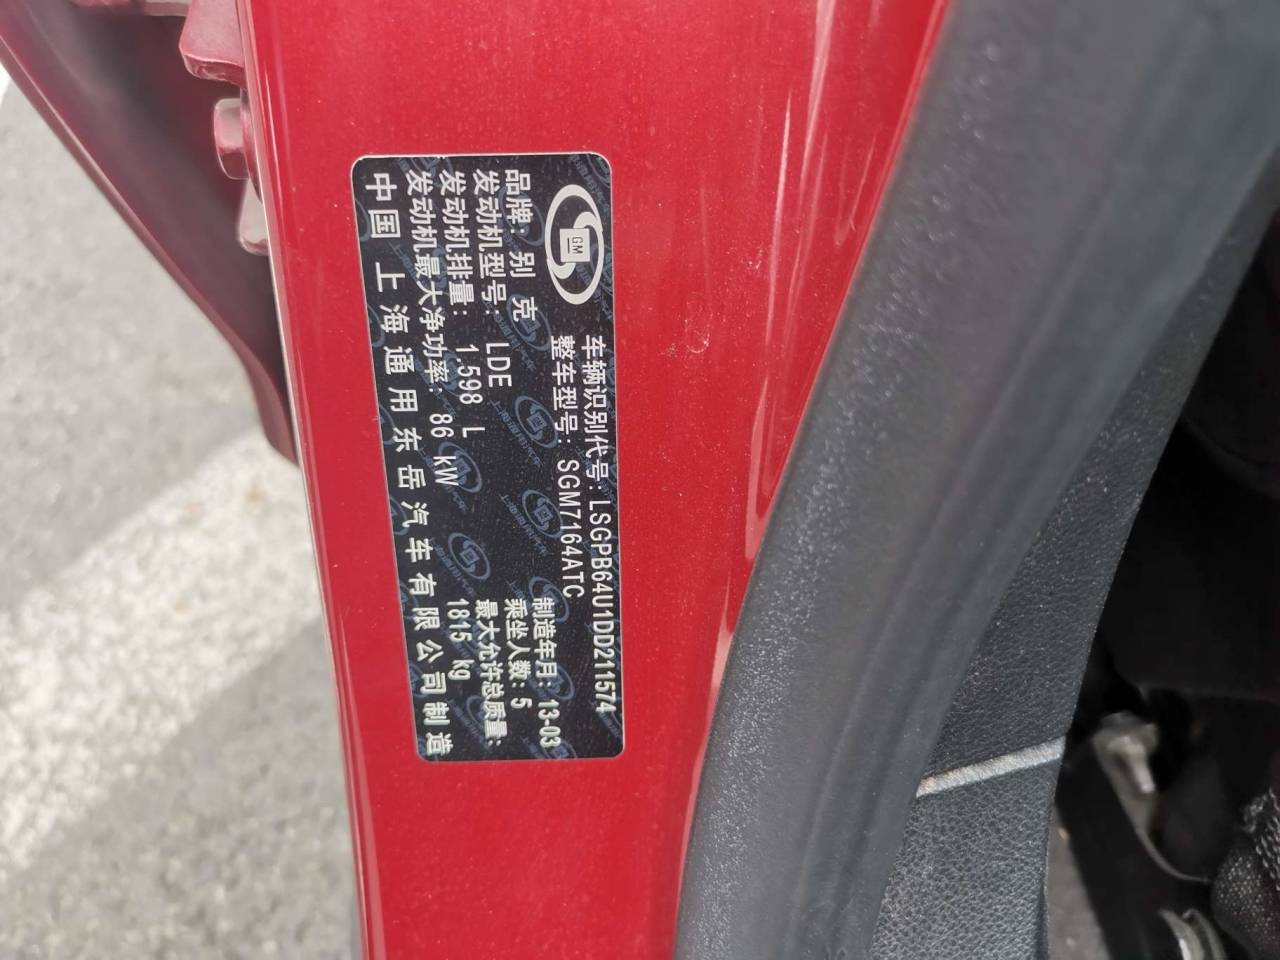 GM
车辆识别代号:LSGPB64U1DD211574
整车型号:SGM7164ATC
品牌:别 克
制造年月:13-03
发动机型号:LDE
乘坐人数:5
发动机排量:1.598 L
最大允许总质量:
发动机最大净功率:86 kW
1815 kg
中国 上海通用东岳汽车有限公司制造